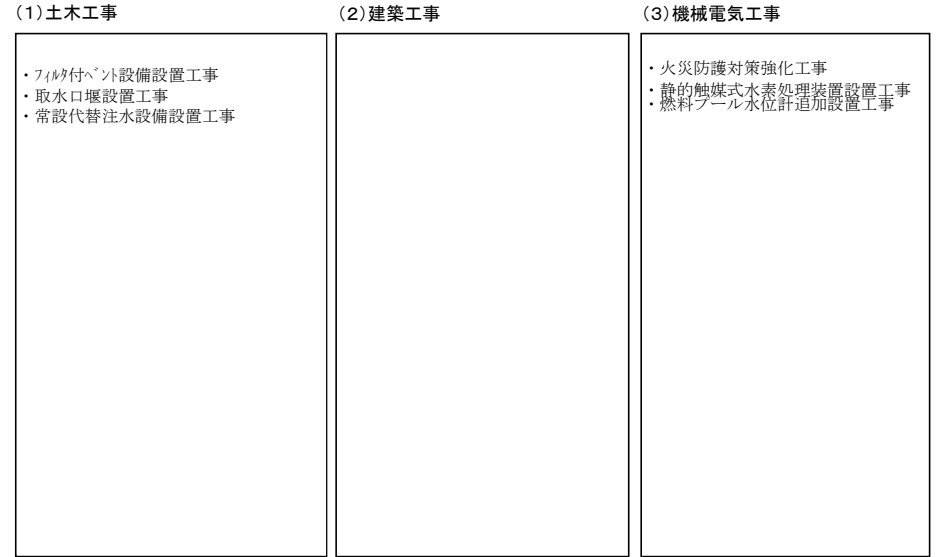 (1)土木工事
・フィルタ付ベント設備設置工事
・取水口堰設置工事
・常設代替注水設備設置工事
(2)建築工事
(3)機械電気工事
・火災防護対策強化工事
・静的触媒式水素処理装置設置工事
・燃料プール水位計追加設置工事